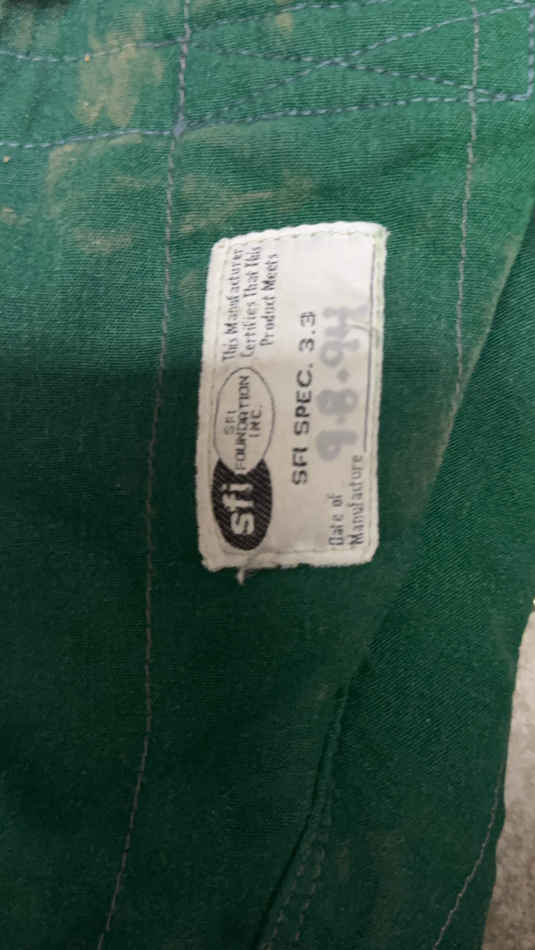 This Manufacturer
Certifies That This
Product Meets
sfi
SFI
FOUNDATION
INC.
SFI SPEC. 3.3
9.8.94
Date of
Manufacture